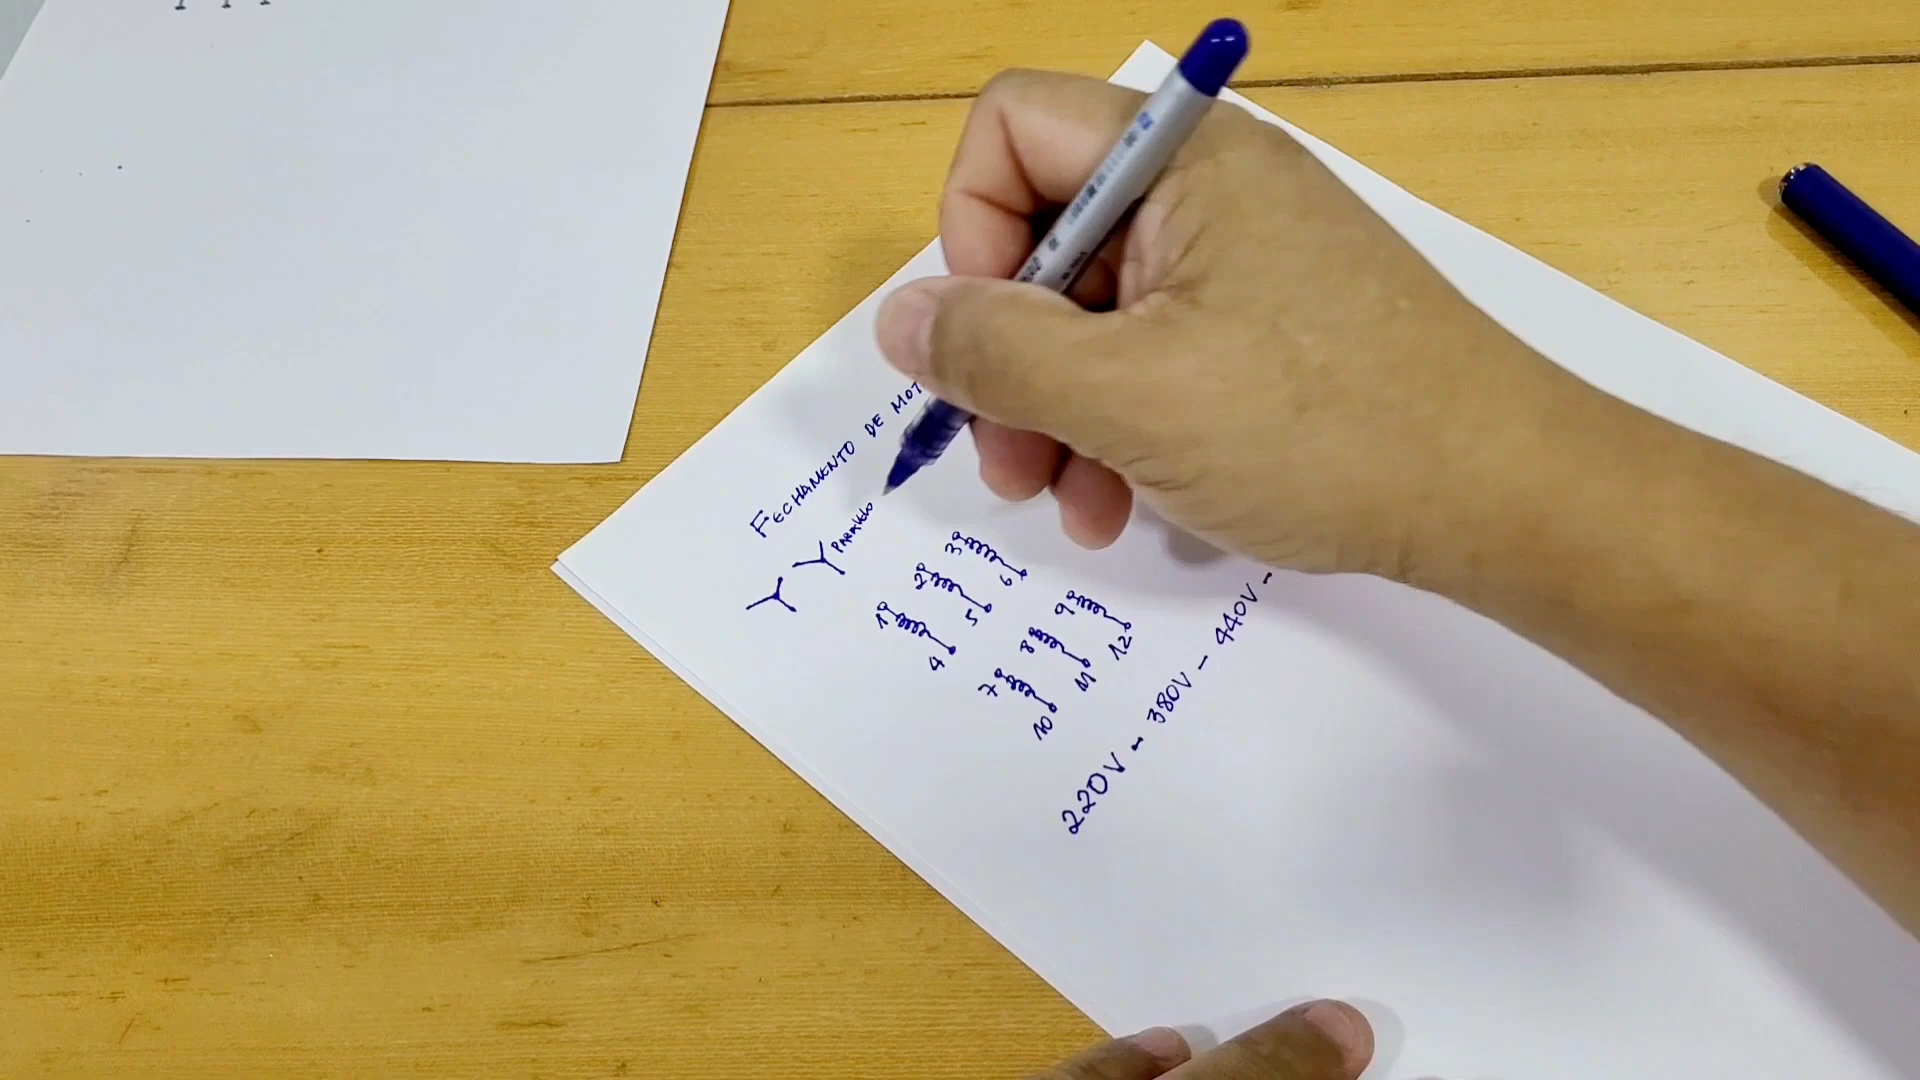 FECHAMENTO DE MOT
YY PARALELO
1 2 3
4 5 6
7 8 9
10 11 12
220V - 380V - 440V -